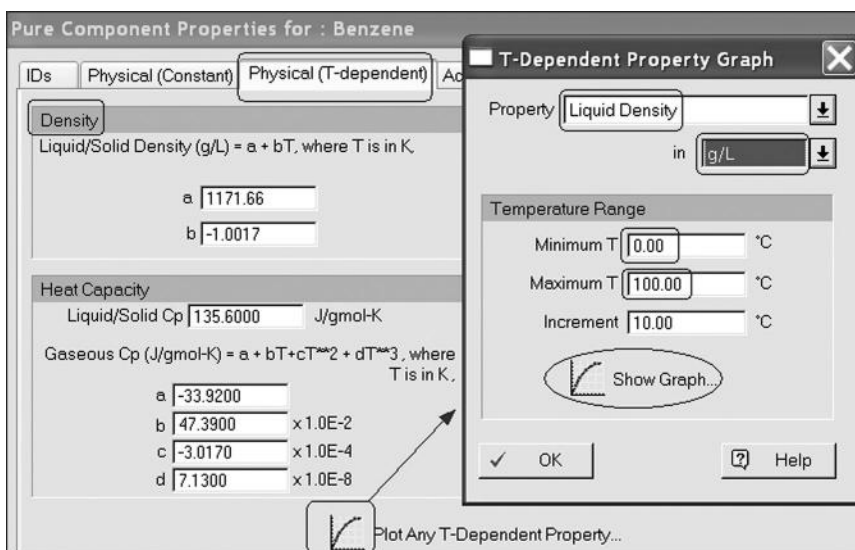 Pure Component Properties for : Benzene
IDs
Physical (Constant)
Physical (T-dependent)
Density
Liquid/Solid Density (g/L) = a + bT, where T is in K,
a 1171.66
b -1.0017
Heat Capacity
Liquid/Solid Cp 135.6000 J/gmol-K
Gaseous Cp (J/gmol-K) = a + bT+cT**2 + dT**3, where
T is in K,
a -33.9200
b 47.3900 x 1.0E-2
c -3.0170 x 1.0E-4
d 7.1300 x 1.0E-8
Plot Any T-Dependent Property...
T-Dependent Property Graph
Property Liquid Density
in g/L
Temperature Range
Minimum T 0.00 °C
Maximum T 100.00 °C
Increment 10.00 °C
Show Graph...
OK
Help